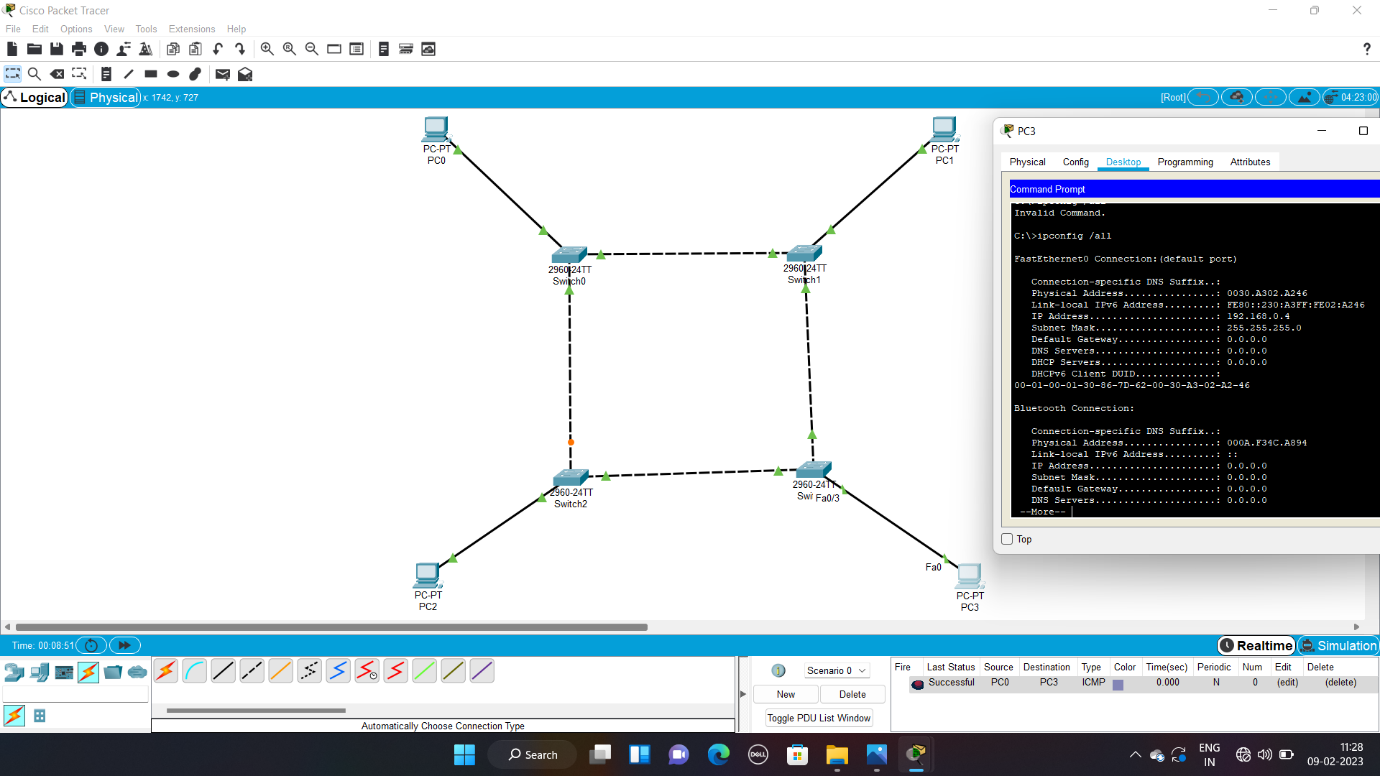 Cisco Packet Tracer
File Edit Options View Tools Extensions Help
?
Logical Physical x: 1742, y: 727
[Root] 04:23:00
PC-PT
PC0
PC-PT
PC1
2960-24TT
Switch0
2960-24TT
Switch1
2960-24TT
Switch2
2960-24TT
Fa0/3
PC-PT
PC2
Fa0
PC-PT
PC3
PC3
Physical Config Desktop Programming Attributes
Command Prompt
Invalid Command.
C:\>ipconfig /all
FastEthernet0 Connection:(default port)
Connection-specific DNS Suffix..:
Physical Address................: 0030.A302.A246
Link-local IPv6 Address.........: FE80::230:A3FF:FE02:A246
IP Address......................: 192.168.0.4
Subnet Mask.....................: 255.255.255.0
Default Gateway.................: 0.0.0.0
DNS Servers.....................: 0.0.0.0
DHCP Servers....................: 0.0.0.0
DHCPv6 Client DUID..............:
00-01-00-01-30-86-7D-62-00-30-A3-02-A2-46
Bluetooth Connection:
Connection-specific DNS Suffix..:
Physical Address................: 000A.F34C.A894
Link-local IPv6 Address.........: ::
IP Address......................: 0.0.0.0
Subnet Mask.....................: 0.0.0.0
Default Gateway.................: 0.0.0.0
DNS Servers.....................: 0.0.0.0
--More--
Top
Time: 00:08:51
Realtime Simulation
Automatically Choose Connection Type
Scenario 0
New Delete
Toggle PDU List Window
Fire Last Status Source Destination Type Color Time(sec) Periodic Num Edit Delete
Successful PC0 PC3 ICMP 0.000 N 0 (edit) (delete)
Search
DELL
ENG
IN
11:28
09-02-2023